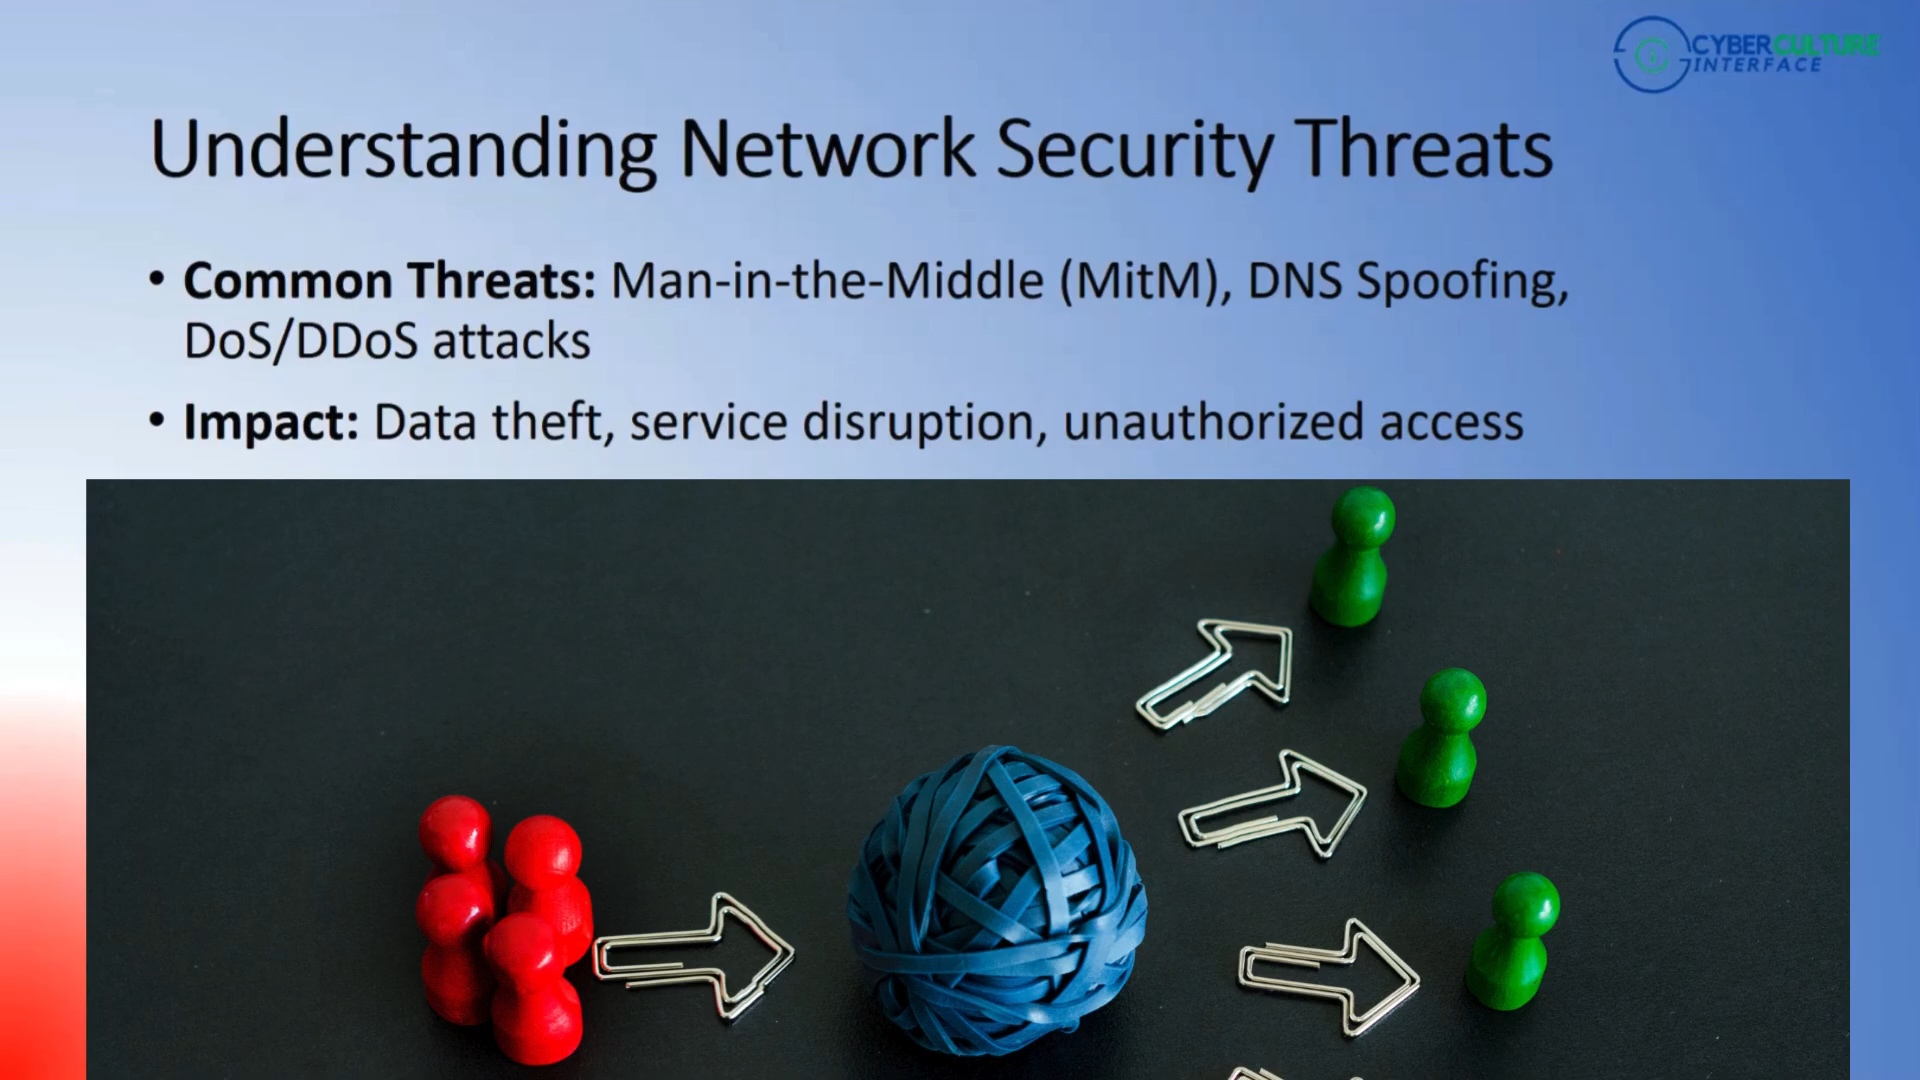 CYBERCULTURE
INTERFACE
Understanding Network Security Threats
• Common Threats: Man-in-the-Middle (MitM), DNS Spoofing,
DoS/DDoS attacks
• Impact: Data theft, service disruption, unauthorized access